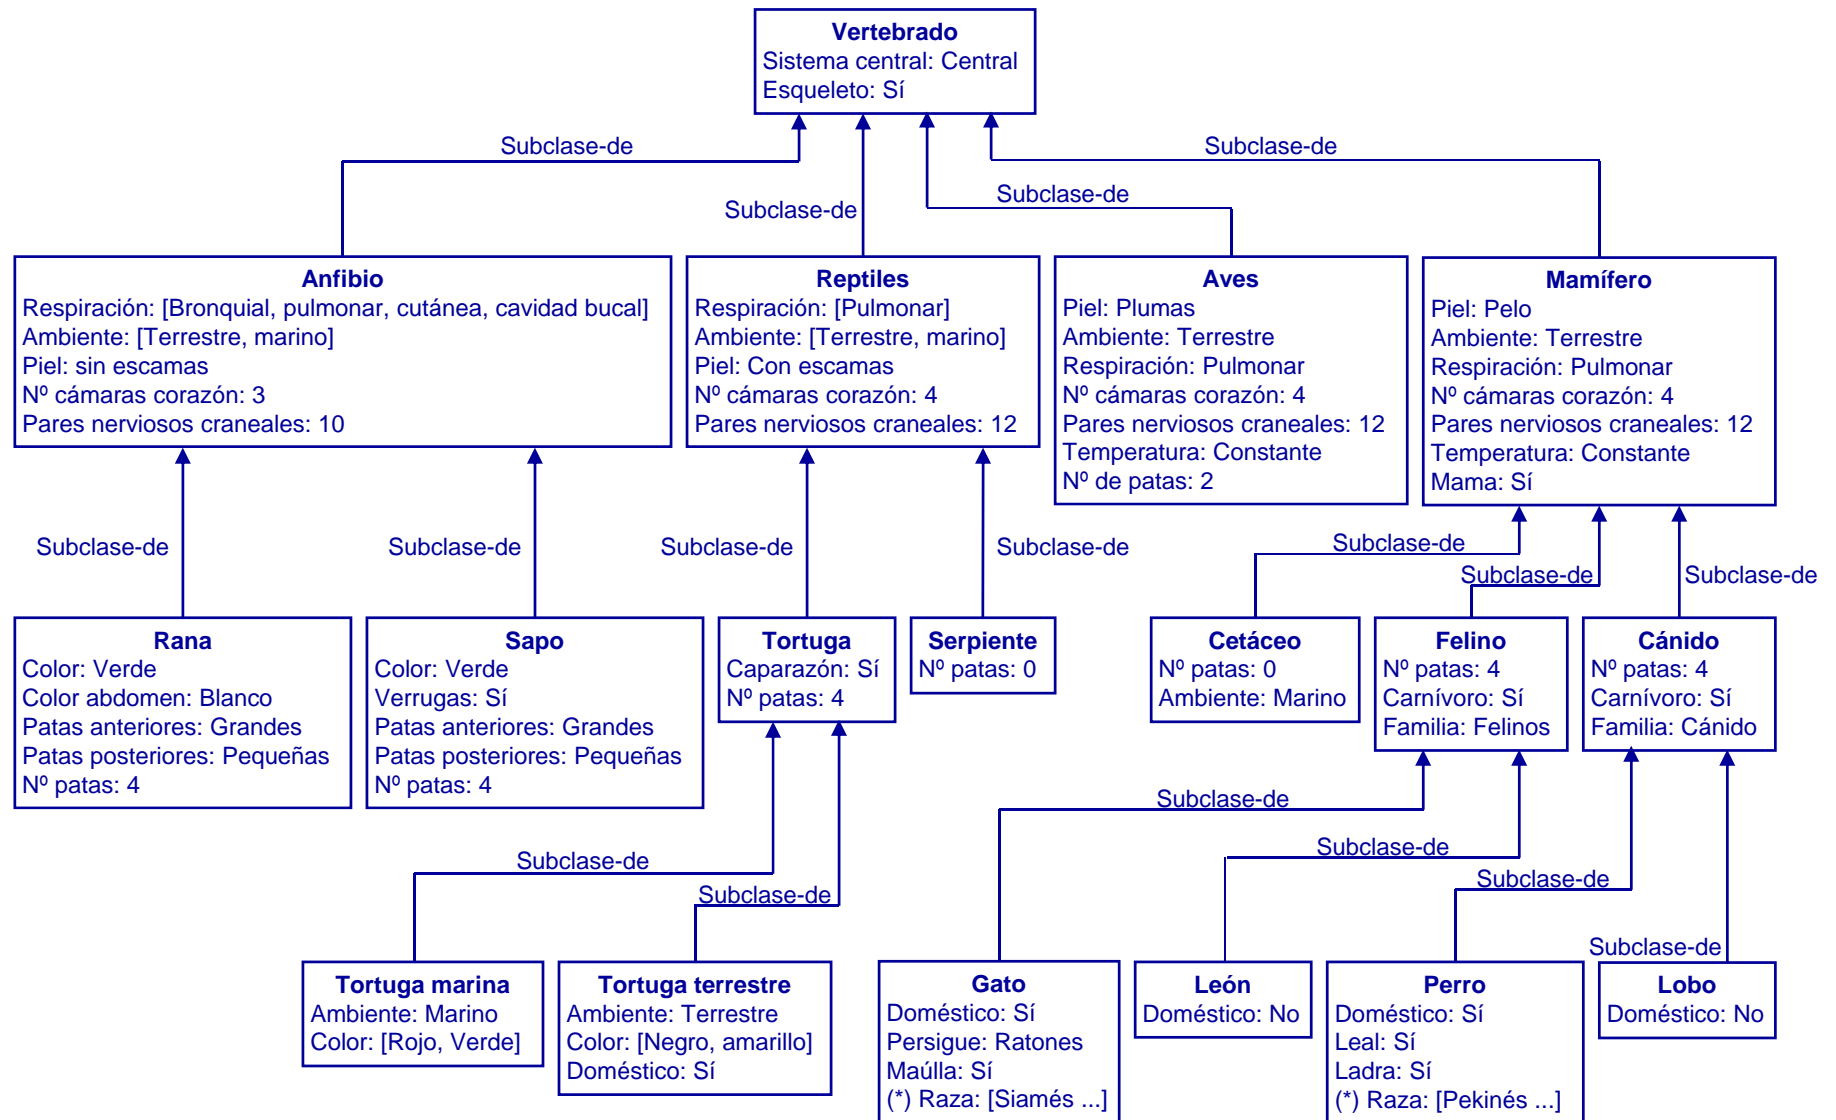 Vertebrado
Sistema central: Central
Esqueleto: Sí
Subclase-de
Subclase-de
Subclase-de
Subclase-de
Anfibio
Respiración: [Bronquial, pulmonar, cutánea, cavidad bucal]
Ambiente: [Terrestre, marino]
Piel: sin escamas
Nº cámaras corazón: 3
Pares nerviosos craneales: 10
Reptiles
Respiración: [Pulmonar]
Ambiente: [Terrestre, marino]
Piel: Con escamas
Nº cámaras corazón: 4
Pares nerviosos craneales: 12
Aves
Piel: Plumas
Ambiente: Terrestre
Respiración: Pulmonar
Nº cámaras corazón: 4
Pares nerviosos craneales: 12
Temperatura: Constante
Nº de patas: 2
Mamífero
Piel: Pelo
Ambiente: Terrestre
Respiración: Pulmonar
Nº cámaras corazón: 4
Pares nerviosos craneales: 12
Temperatura: Constante
Mama: Sí
Subclase-de
Subclase-de
Subclase-de
Subclase-de
Subclase-de
Subclase-de
Subclase-de
Rana
Color: Verde
Color abdomen: Blanco
Patas anteriores: Grandes
Patas posteriores: Pequeñas
Nº patas: 4
Sapo
Color: Verde
Verrugas: Sí
Patas anteriores: Grandes
Patas posteriores: Pequeñas
Nº patas: 4
Tortuga
Caparazón: Sí
Nº patas: 4
Serpiente
Nº patas: 0
Cetáceo
Nº patas: 0
Ambiente: Marino
Felino
Nº patas: 4
Carnívoro: Sí
Familia: Felinos
Cánido
Nº patas: 4
Carnívoro: Sí
Familia: Cánido
Subclase-de
Subclase-de
Subclase-de
Subclase-de
Subclase-de
Subclase-de
Tortuga marina
Ambiente: Marino
Color: [Rojo, Verde]
Tortuga terrestre
Ambiente: Terrestre
Color: [Negro, amarillo]
Doméstico: Sí
Gato
Doméstico: Sí
Persigue: Ratones
Maúlla: Sí
(*) Raza: [Siamés ...]
León
Doméstico: No
Perro
Doméstico: Sí
Leal: Sí
Ladra: Sí
(*) Raza: [Pekinés ...]
Lobo
Doméstico: No